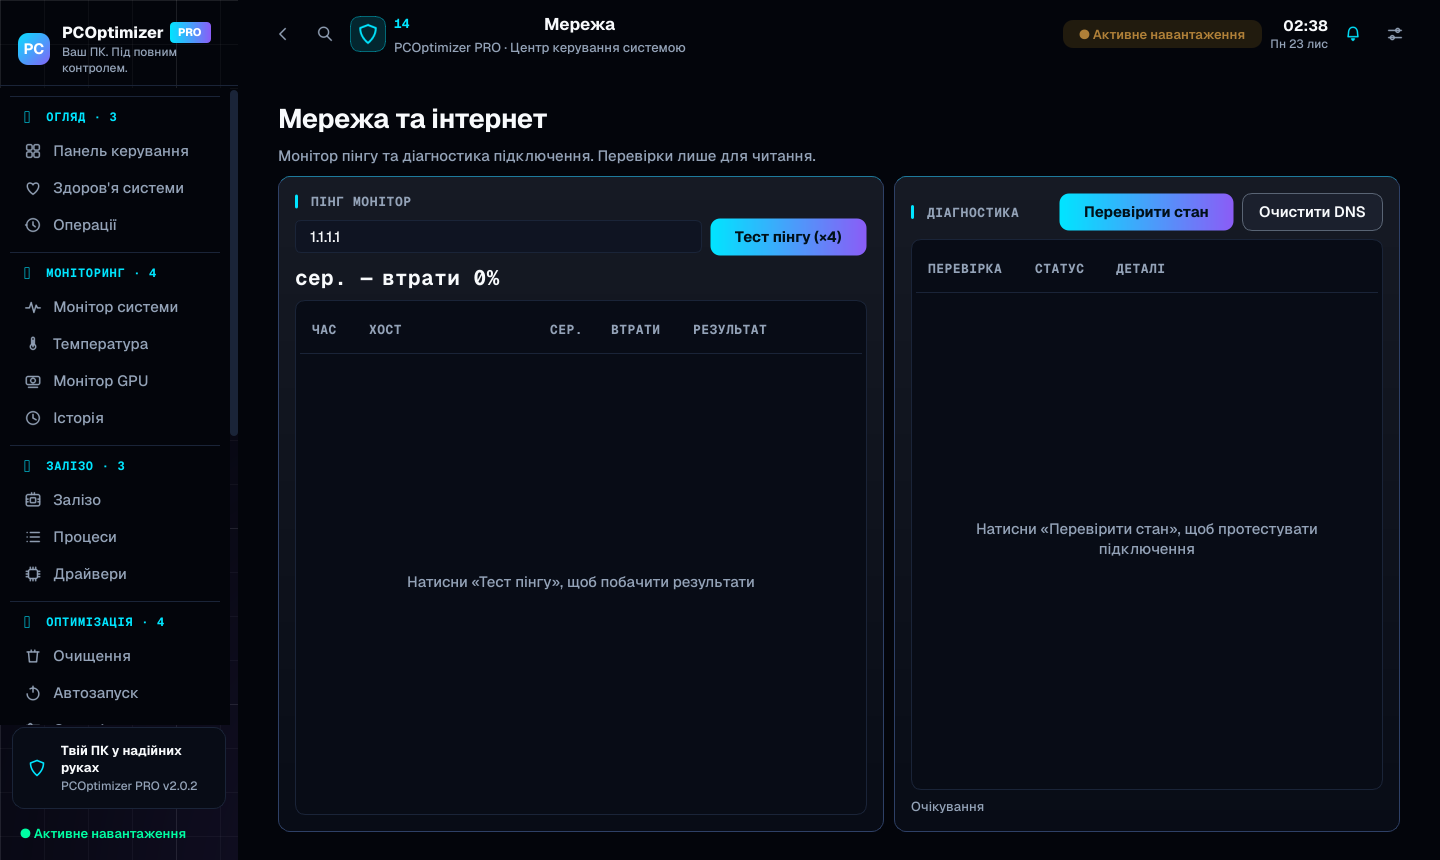 PC
PCOptimizer PRO
Ваш ПК. Під повним
контролем.
ОГЛЯД · 3
Панель керування
Здоров'я системи
Операції
МОНІТОРИНГ · 4
Монітор системи
Температура
Монітор GPU
Історія
ЗАЛІЗО · 3
Залізо
Процеси
Драйвери
ОПТИМІЗАЦІЯ · 4
Очищення
Автозапуск
Твій ПК у надійних
руках
PCOptimizer PRO v2.0.2
Активне навантаження
14
Мережа
PCOptimizer PRO · Центр керування системою
Активне навантаження
02:38
Пн 23 лис
Мережа та інтернет
Монітор пінгу та діагностика підключення. Перевірки лише для читання.
ПІНГ МОНІТОР
1.1.1.1
Тест пінгу (×4)
сер. — втрати 0%
ЧАС ХОСТ СЕР. ВТРАТИ РЕЗУЛЬТАТ
Натисни «Тест пінгу», щоб побачити результати
ДІАГНОСТИКА
Перевірити стан
Очистити DNS
ПЕРЕВІРКА СТАТУС ДЕТАЛІ
Натисни «Перевірити стан», щоб протестувати
підключення
Очікування